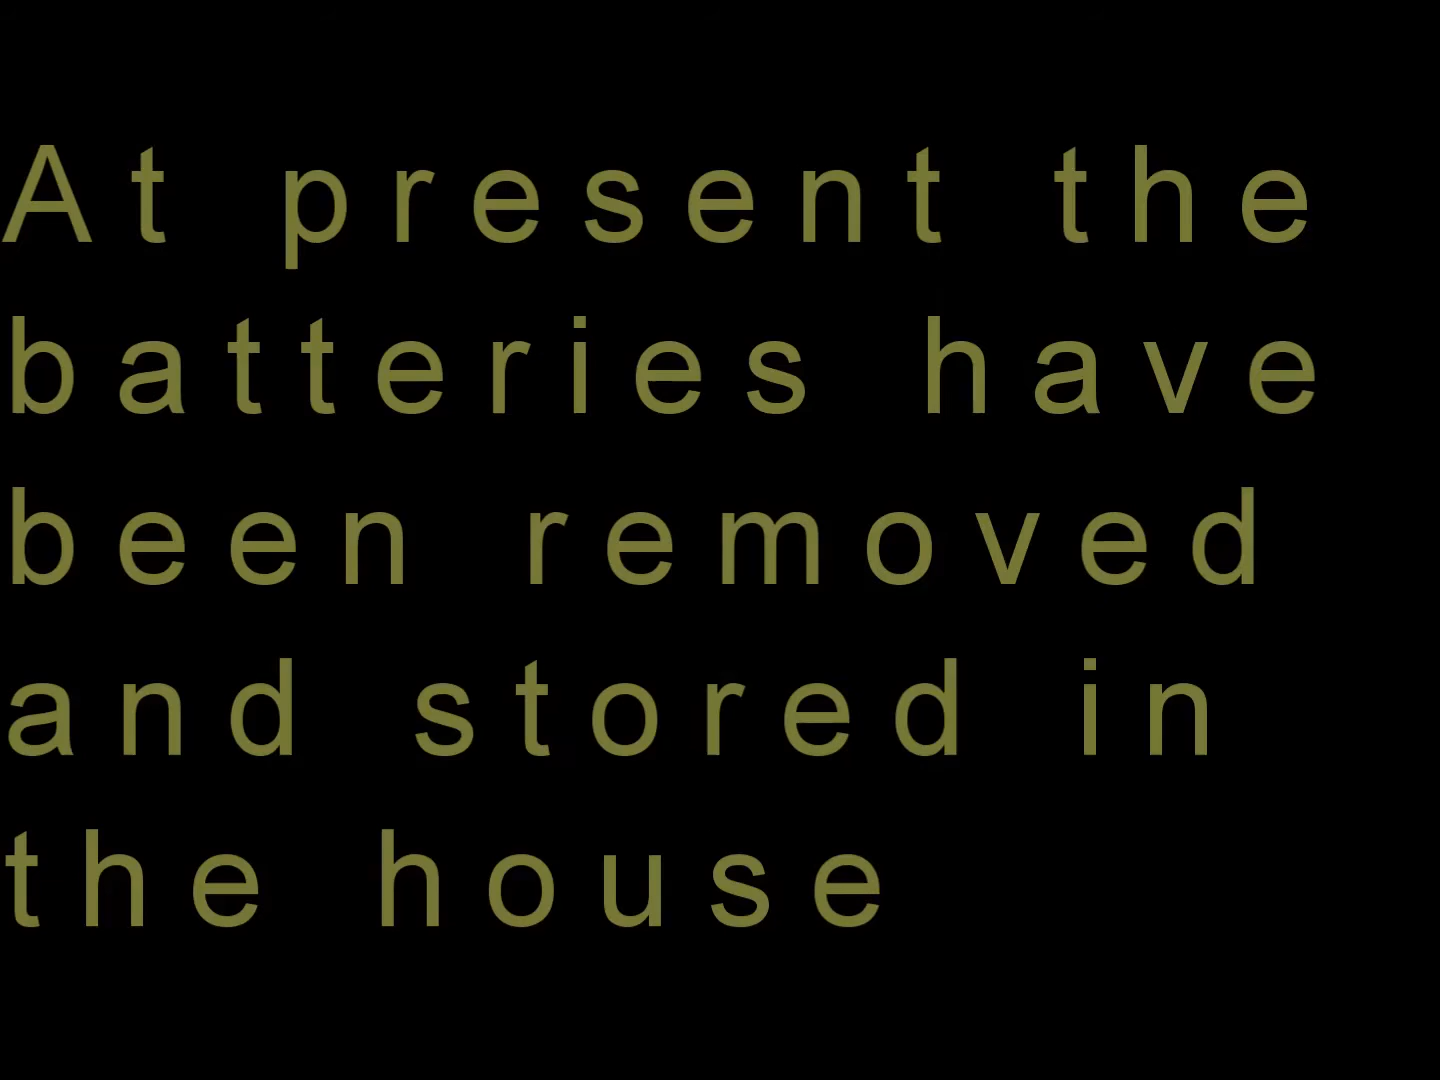 At present the
batteries have
been removed
and stored in
the house